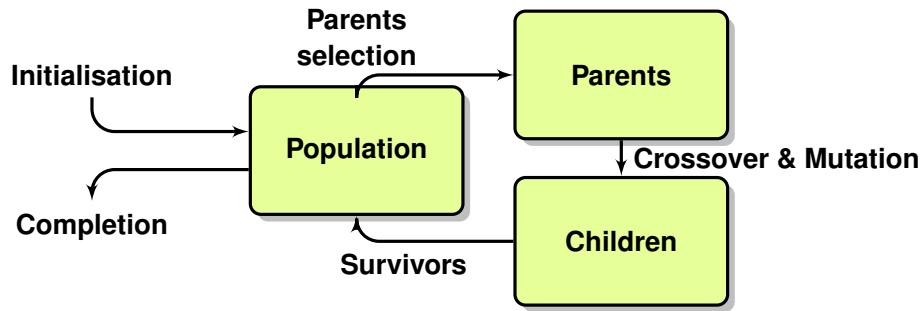 Parents
selection
Initialisation
Parents
Population
Crossover & Mutation
Completion
Children
Survivors